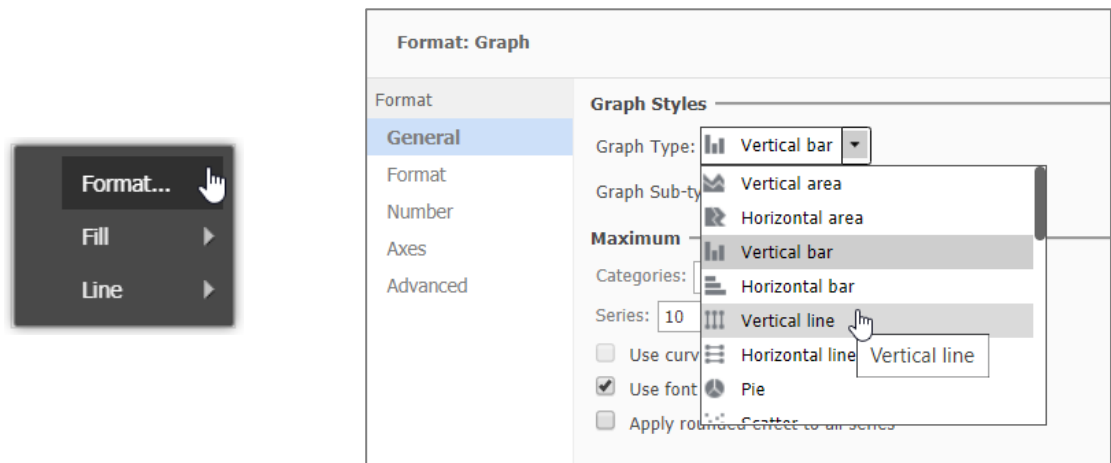 Format...
Fill
Line
Format: Graph
Format
General
Format
Number
Axes
Advanced
Graph Styles
Graph Type: Vertical bar
Graph Sub-ty
Vertical area
Horizontal area
Vertical bar
Horizontal bar
Vertical line
Horizontal line
Pie
Scatter
Vertical line
Maximum
Categories:
Series: 10
Use curv
Use font
Apply rounded effect to all series